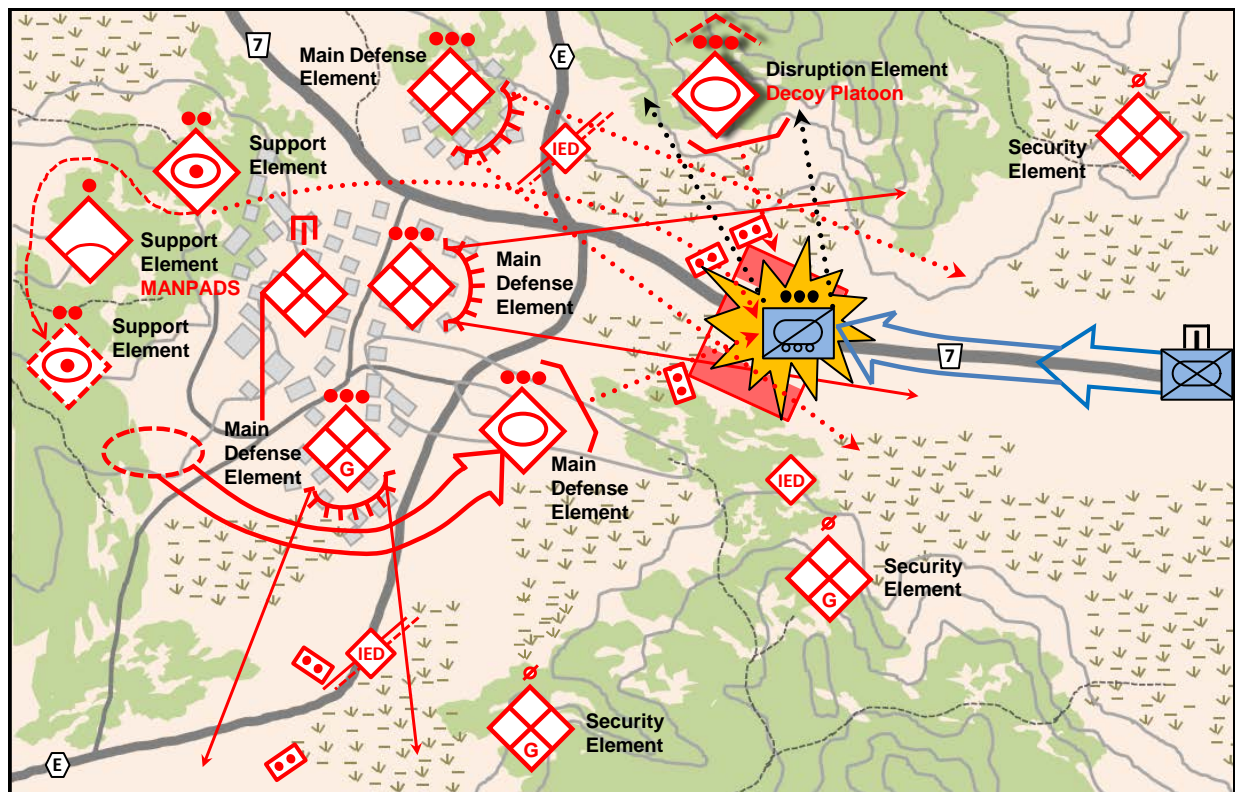 7
Main Defense
Element
E
Disruption Element
Decoy Platoon
Support
Element
IED
Security
Element
Support
Element
MANPADS
Main
Defense
Element
Support
Element
7
Main
Defense
Element
G
Main
Defense
Element
IED
Security
Element
G
IED
Security
Element
G
E